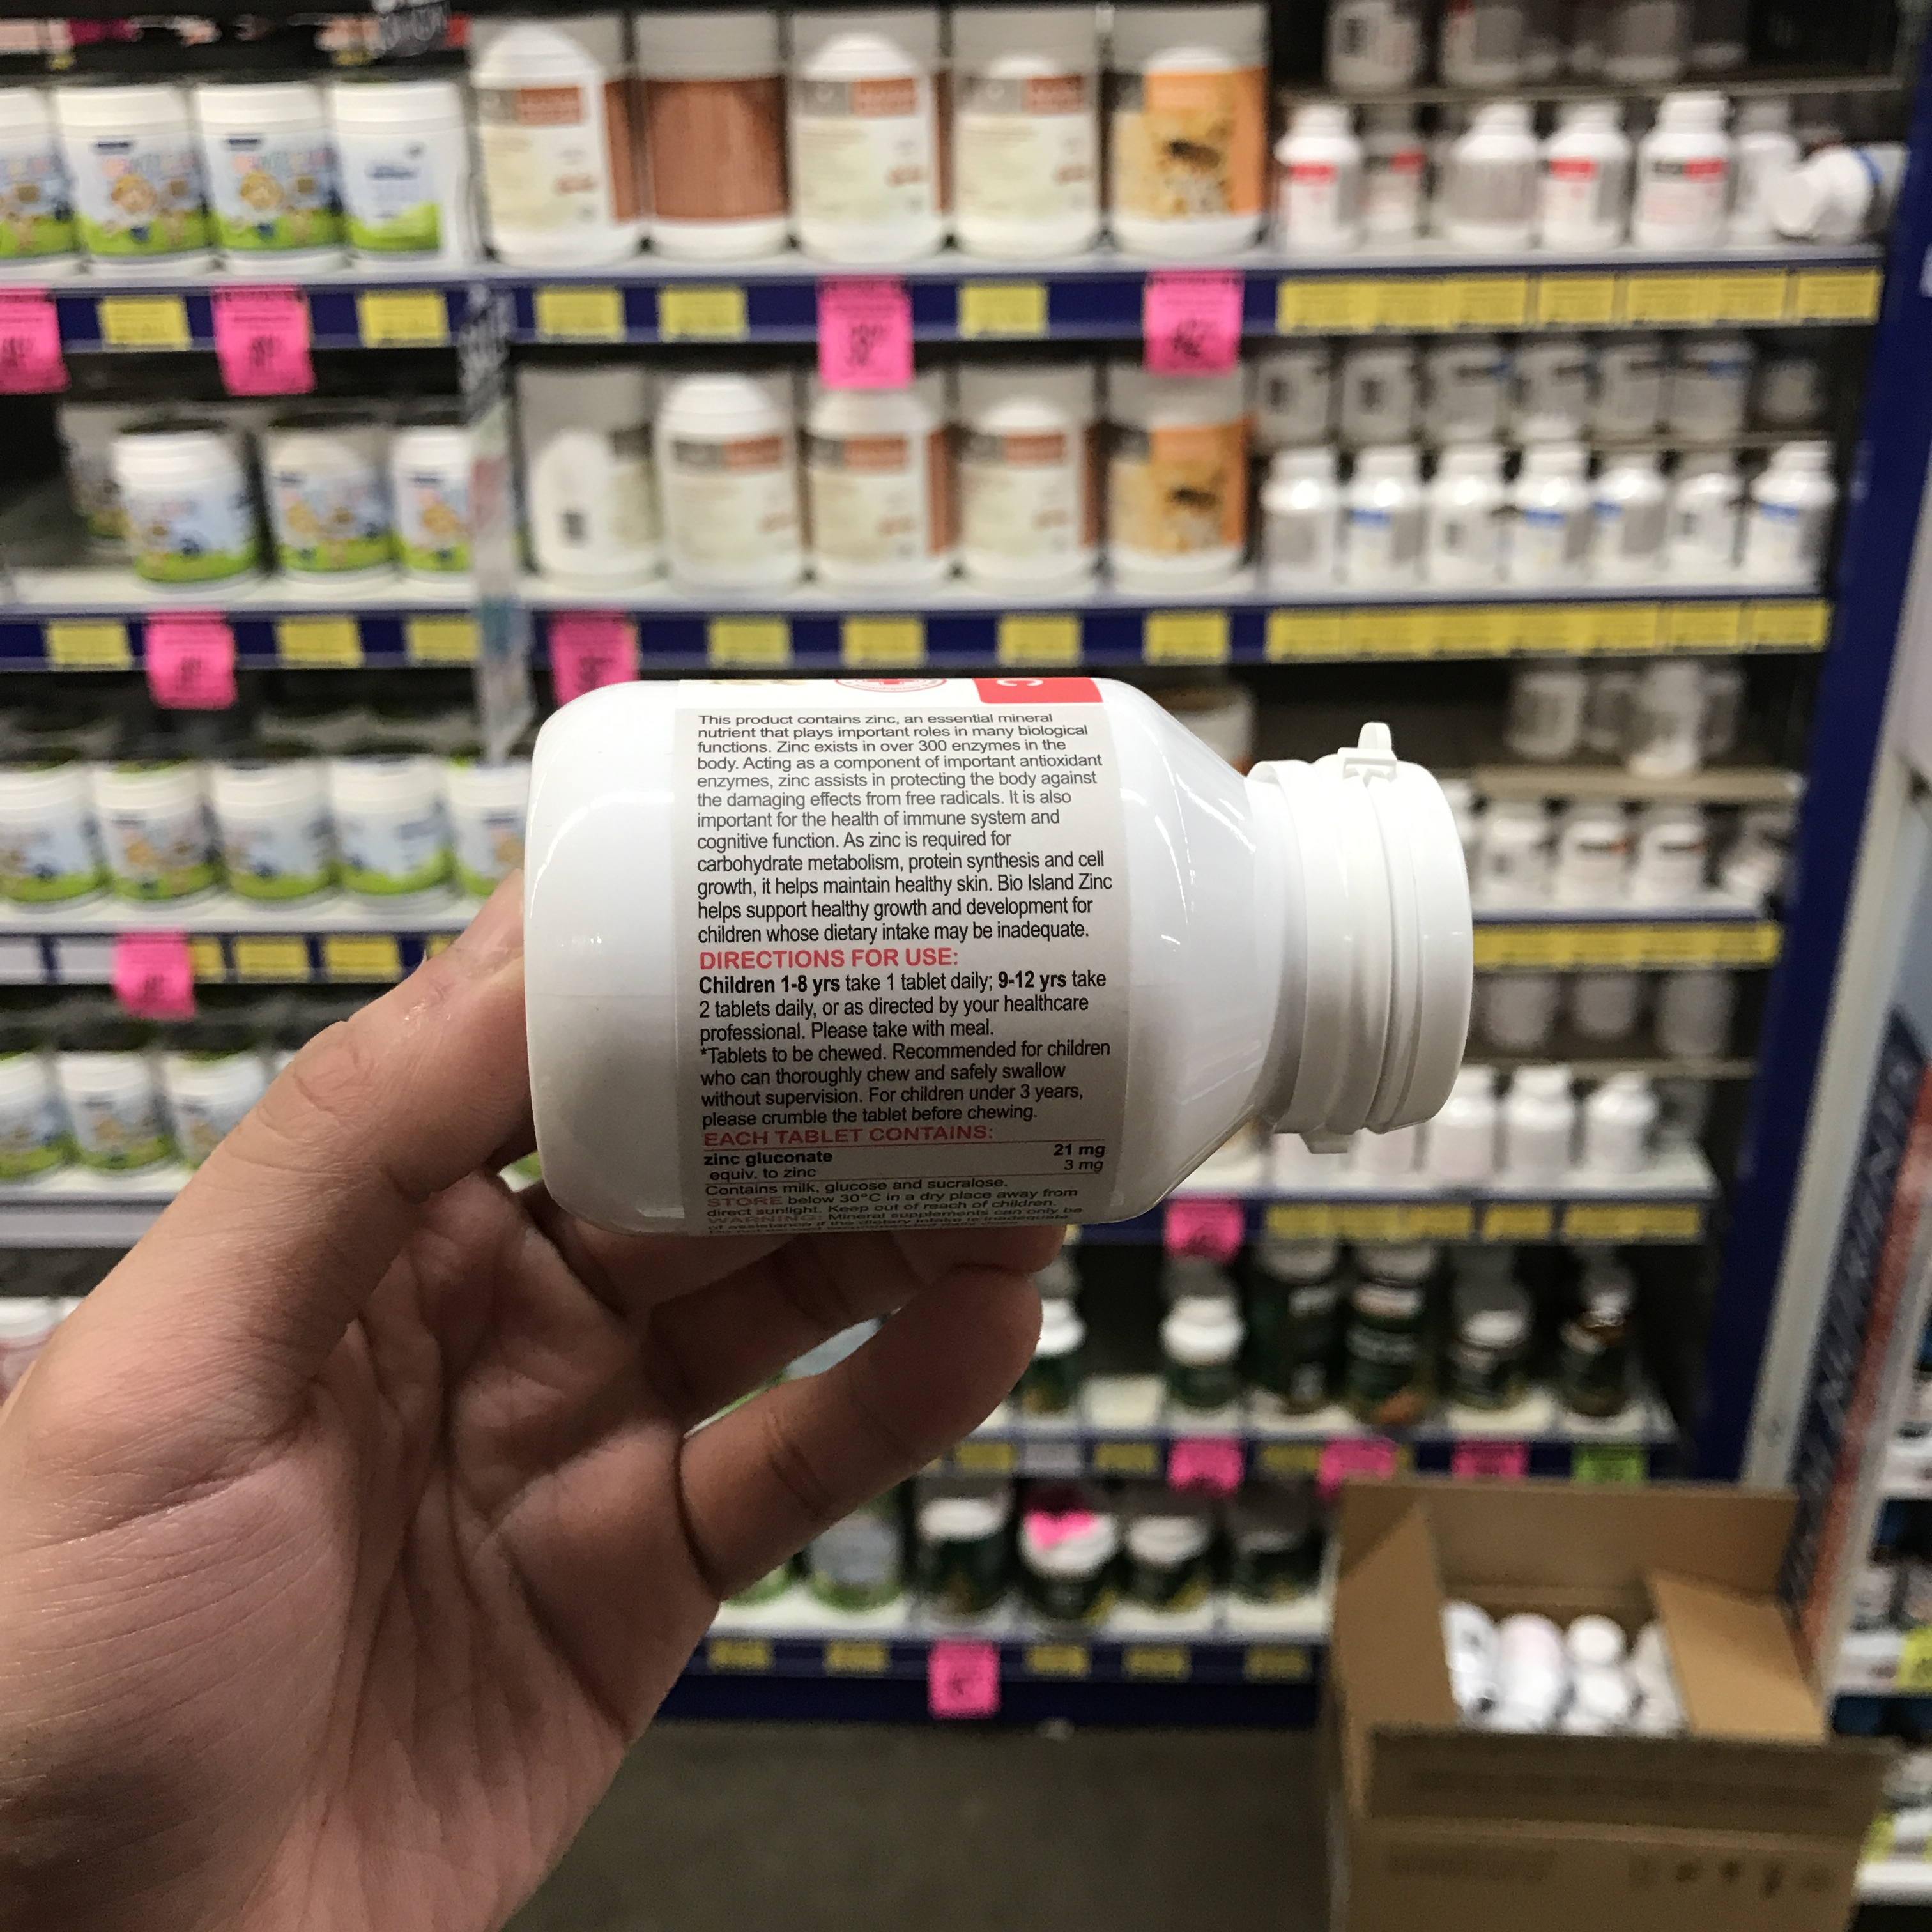 C
This product contains zinc, an essential mineral
nutrient that plays important roles in many biological
functions. Zinc exists in over 300 enzymes in the
body. Acting as a component of important antioxidant
enzymes, zinc assists in protecting the body against
the damaging effects from free radicals. It is also
important for the health of immune system and
cognitive function. As zinc is required for
carbohydrate metabolism, protein synthesis and cell
growth, it helps maintain healthy skin. Bio Island Zinc
helps support healthy growth and development for
children whose dietary intake may be inadequate.
DIRECTIONS FOR USE:
Children 1-8 yrs take 1 tablet daily; 9-12 yrs take
2 tablets daily, or as directed by your healthcare
professional. Please take with meal.
*Tablets to be chewed. Recommended for children
who can thoroughly chew and safely swallow
without supervision. For children under 3 years,
please crumble the tablet before chewing.
EACH TABLET CONTAINS:
zinc gluconate 21 mg
equiv. to zinc 3 mg
Contains milk, glucose and sucralose.
STORE below 30°C in a dry place away from
direct sunlight. Keep out of reach of children.
WARNING: Mineral supplements can only be
of assistance if the dietary intake is inadequate.